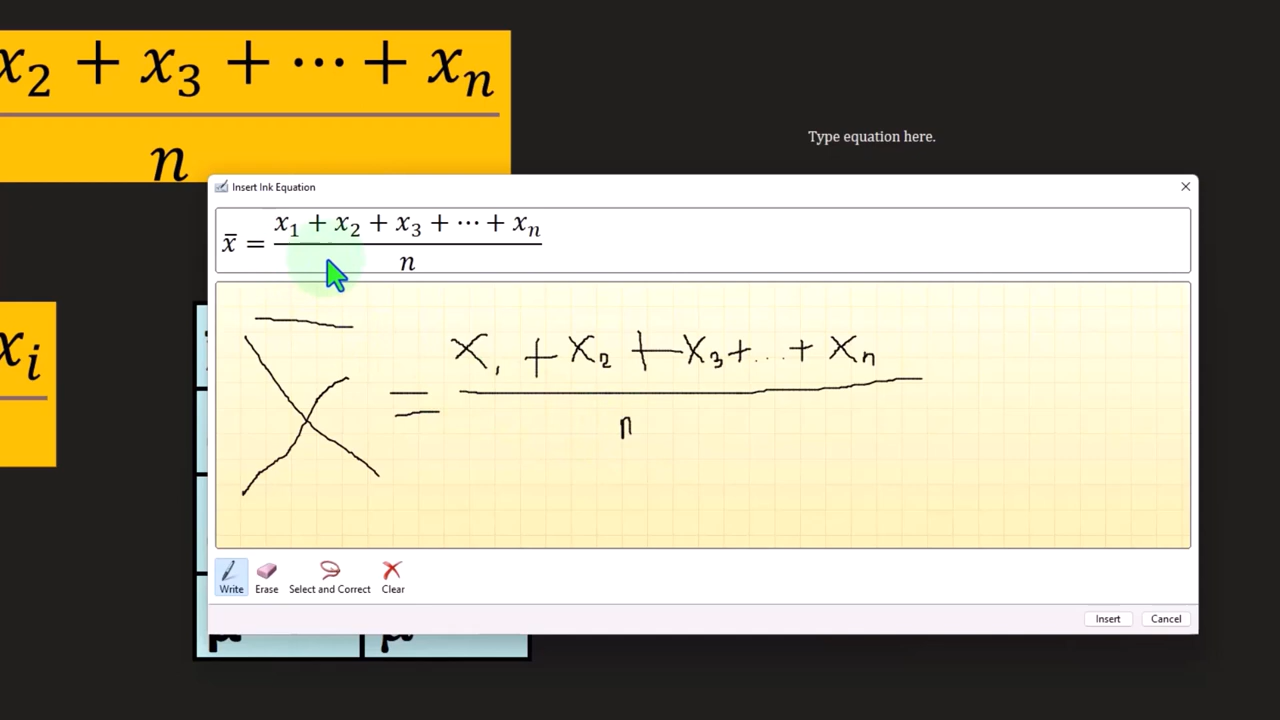 x₂ + x₃ + ⋯ + xₙ
n
Type equation here.
Insert Ink Equation
x̄ = (x₁ + x₂ + x₃ + ⋯ + xₙ)/n
xᵢ
X̄ = (X₁ + X₂ + X₃ + ... + Xₙ)/n
Write Erase Select and Correct Clear
Insert Cancel